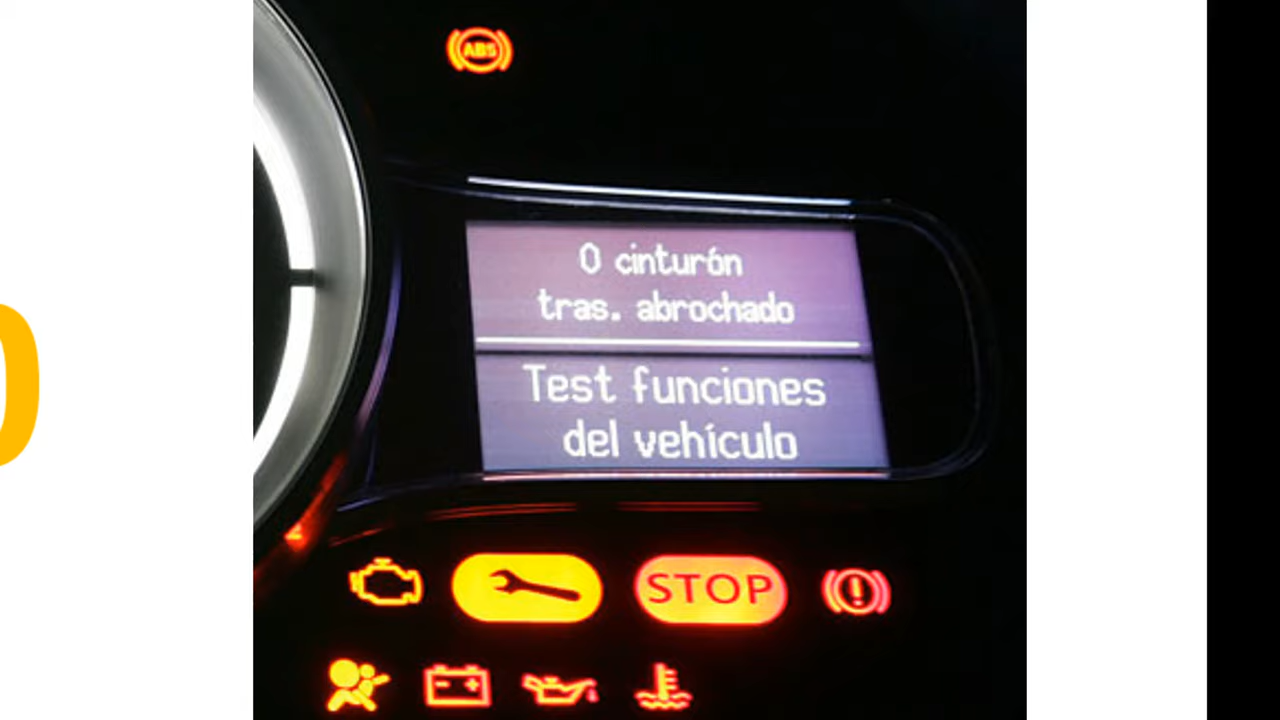 ABS
0 cinturón
tras. abrochado
Test funciones
del vehículo
STOP